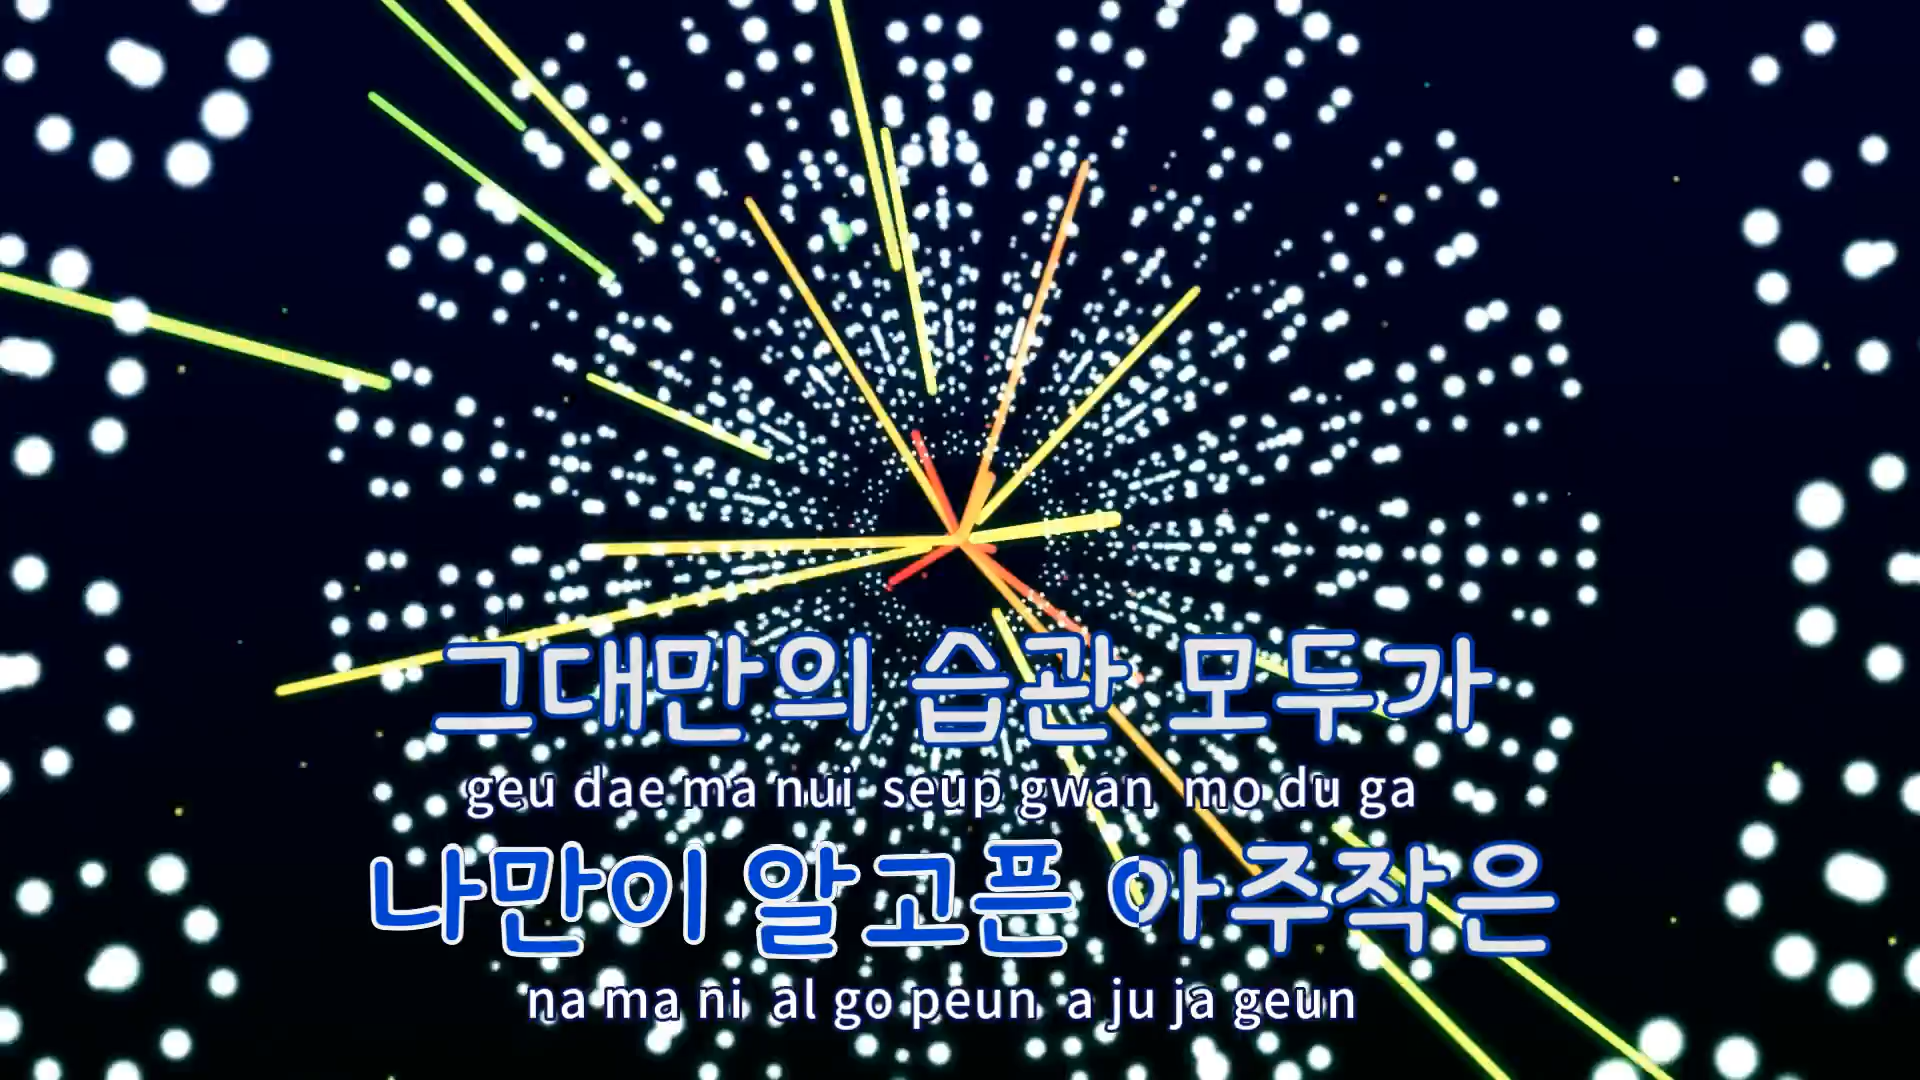 그대만의 습관 모두가
geu dae ma nui seup gwan mo du ga
나만이 알고픈 아주작은
na ma ni al go peun a ju ja geun